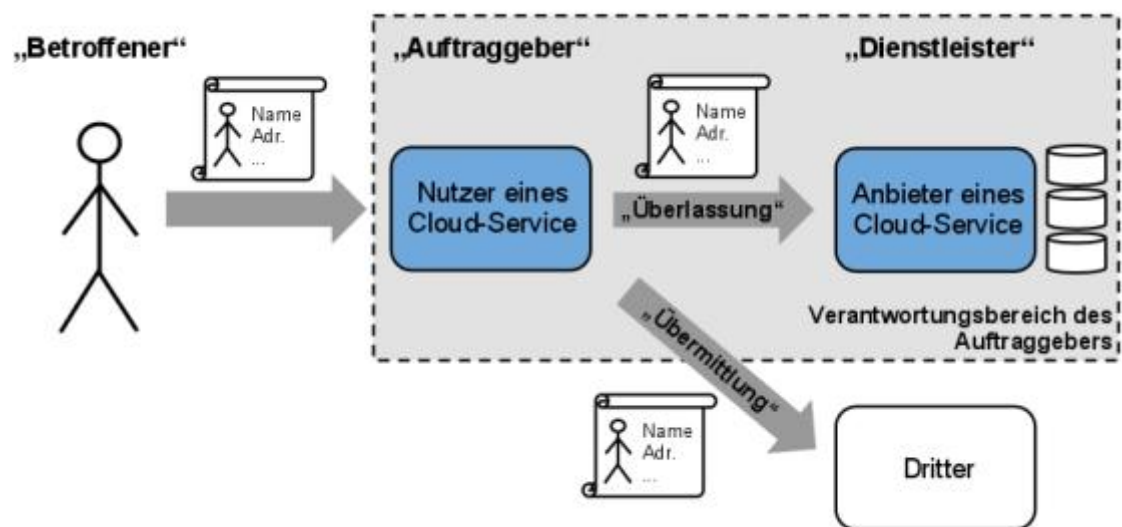 „Betroffener“
„Auftraggeber“
„Dienstleister“
Name
Adr.
...
Name
Adr.
...
Nutzer eines
Cloud-Service
„Überlassung“
Anbieter eines
Cloud-Service
Verantwortungsbereich des
Auftraggebers
„Übermittlung“
Name
Adr.
...
Dritter